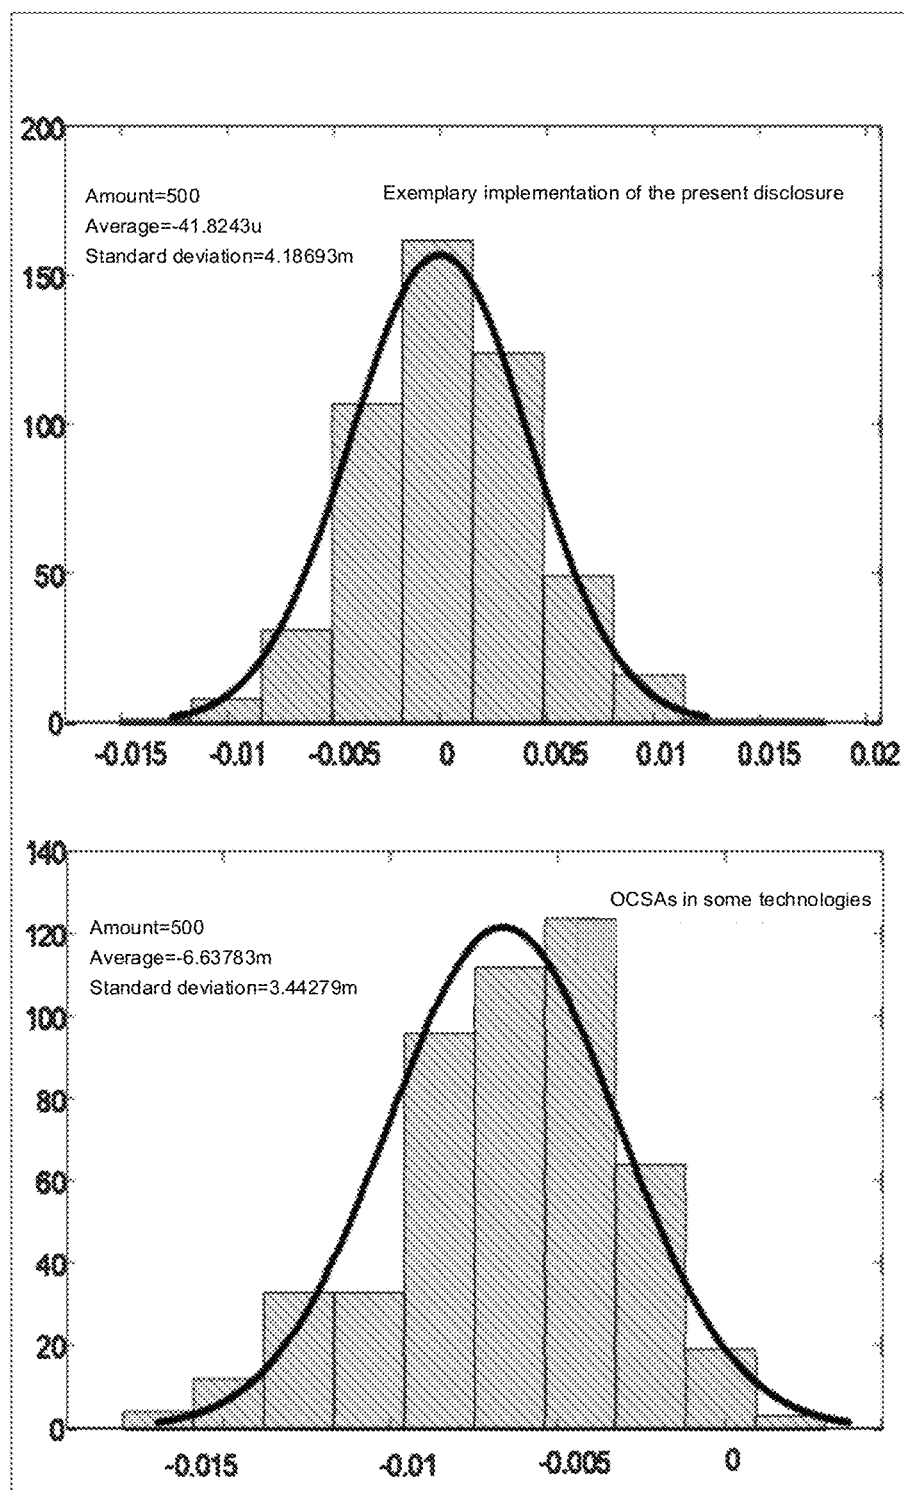 200
Amount=500
Exemplary implementation of the present disclosure
Average=-41.8243u
Standard deviation=4.18693m
150
100
50
0
-0.015 -0.01 -0.005 0 0.005 0.01 0.015 0.02
140
OCSAs in some technologies
Amount=500
120
Average=-6.63783m
Standard deviation=3.44279m
100
80
60
40
20
0
-0.015 -0.01 -0.005 0